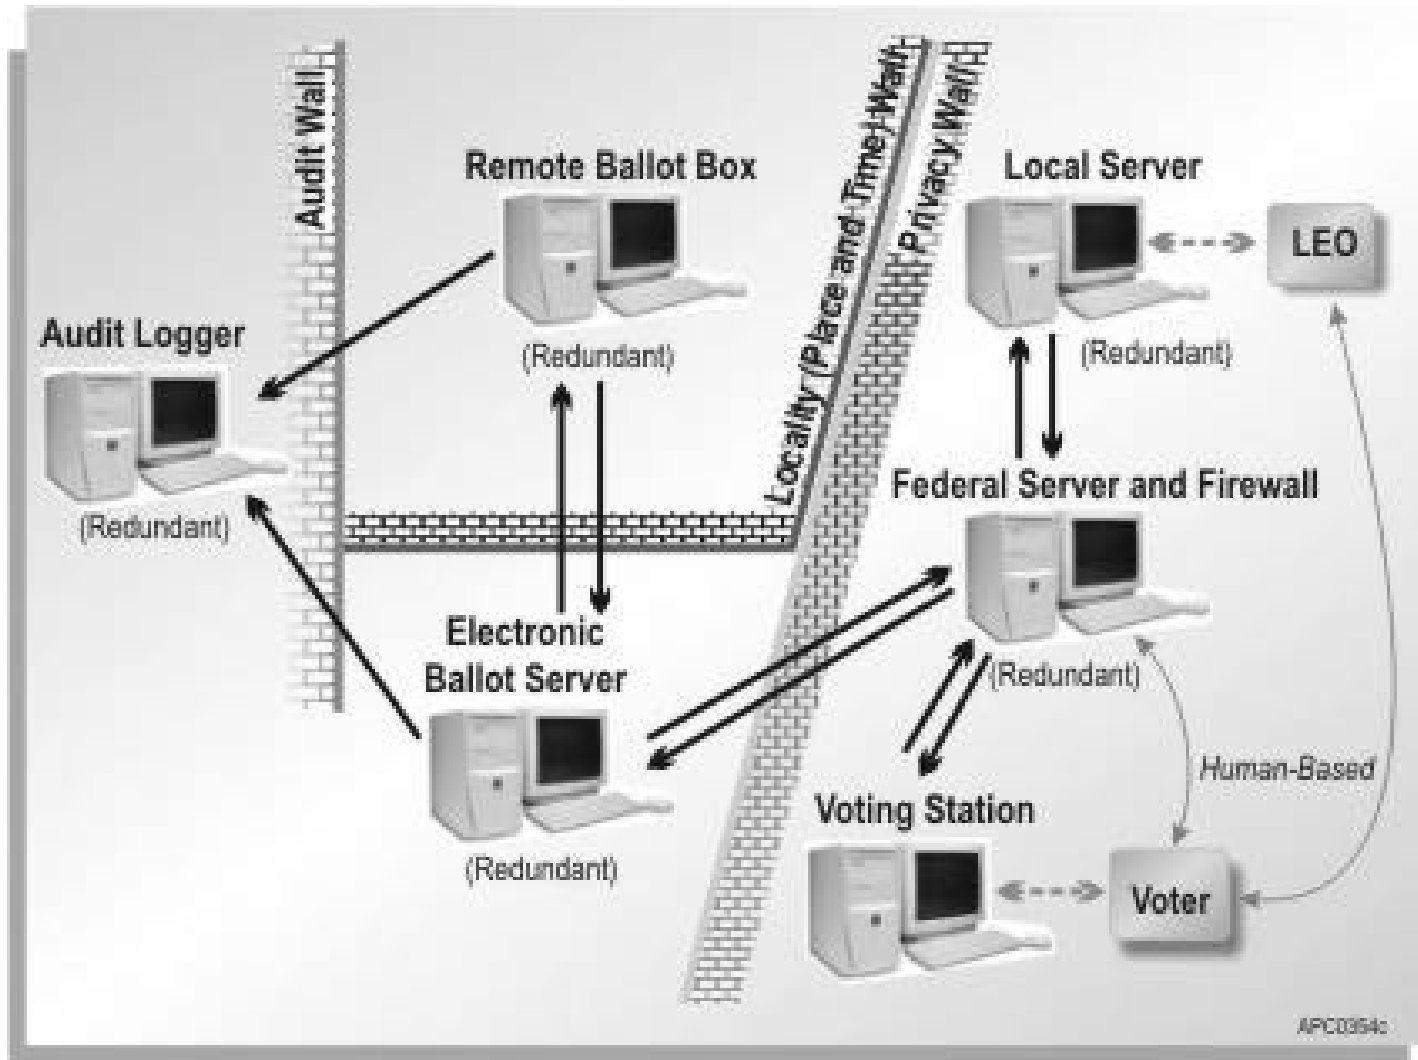 Audit Wall
Locality (Place and Time) Wall
Privacy Wall
Remote Ballot Box
(Redundant)
Local Server
(Redundant)
LEO
Audit Logger
(Redundant)
Federal Server and Firewall
(Redundant)
Electronic
Ballot Server
(Redundant)
Human-Based
Voting Station
Voter